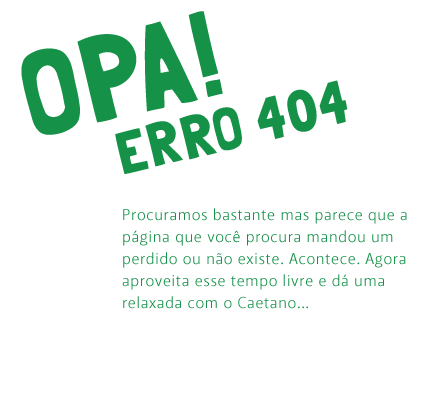 OPA!
ERRO 404
Procuramos bastante mas parece que a
página que você procura mandou um
perdido ou não existe. Acontece. Agora
aproveita esse tempo livre e dá uma
relaxada com o Caetano...